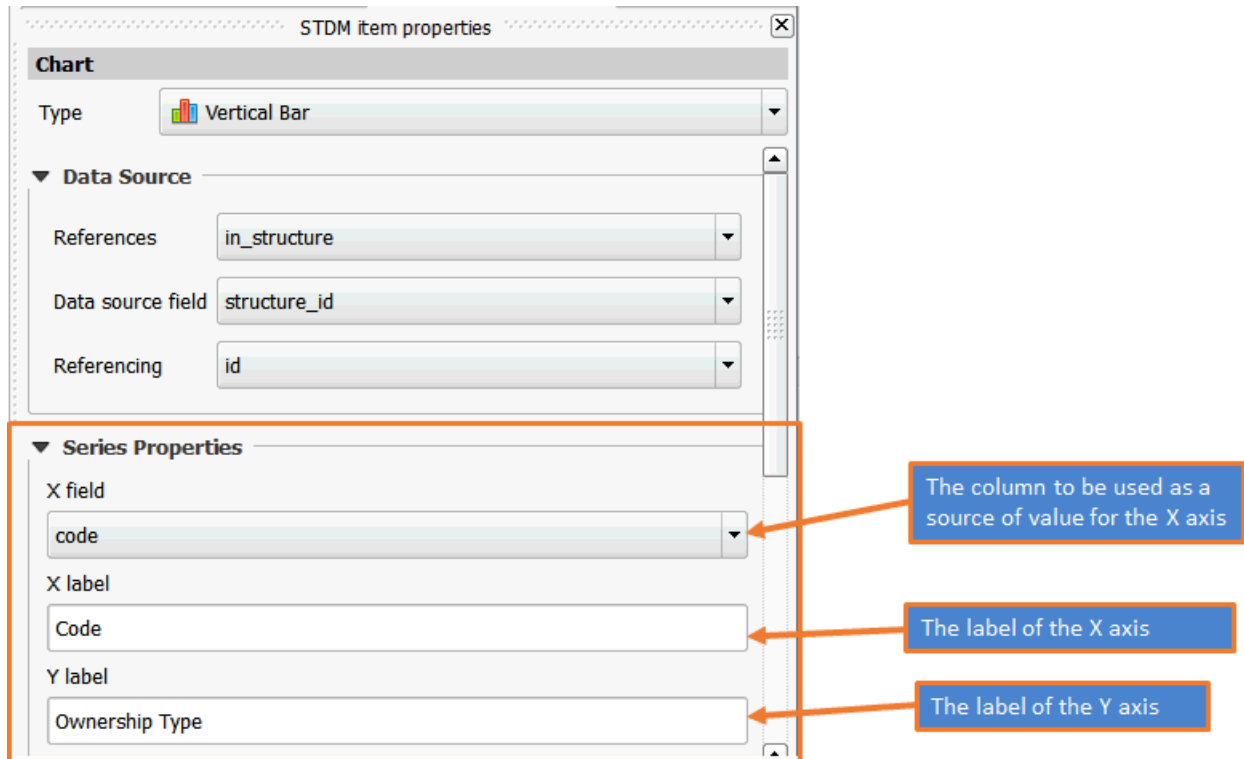 STDM item properties
Chart
Type Vertical Bar
Data Source
References in_structure
Data source field structure_id
Referencing id
Series Properties
X field
code
The column to be used as a
source of value for the X axis
X label
Code
The label of the X axis
Y label
Ownership Type
The label of the Y axis